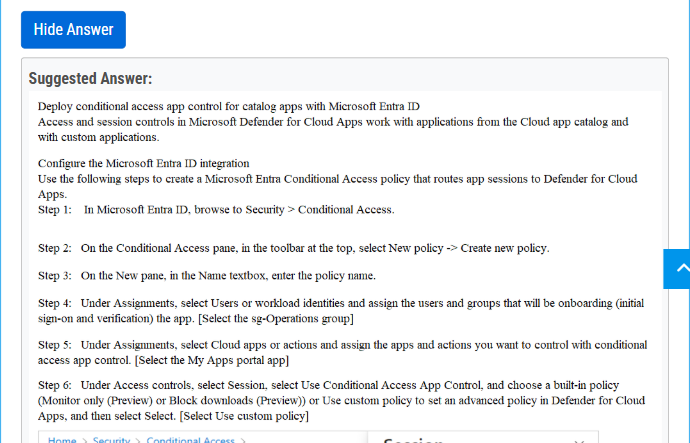 Hide Answer
Suggested Answer:
Deploy conditional access app control for catalog apps with Microsoft Entra ID
Access and session controls in Microsoft Defender for Cloud Apps work with applications from the Cloud app catalog and
with custom applications.
Configure the Microsoft Entra ID integration
Use the following steps to create a Microsoft Entra Conditional Access policy that routes app sessions to Defender for Cloud
Apps.
Step 1: In Microsoft Entra ID, browse to Security > Conditional Access.
Step 2: On the Conditional Access pane, in the toolbar at the top, select New policy -> Create new policy.
Step 3: On the New pane, in the Name textbox, enter the policy name.
Step 4: Under Assignments, select Users or workload identities and assign the users and groups that will be onboarding (initial
sign-on and verification) the app. [Select the sg-Operations group]
Step 5: Under Assignments, select Cloud apps or actions and assign the apps and actions you want to control with conditional
access app control. [Select the My Apps portal app]
Step 6: Under Access controls, select Session, select Use Conditional Access App Control, and choose a built-in policy
(Monitor only (Preview) or Block downloads (Preview)) or Use custom policy to set an advanced policy in Defender for Cloud
Apps, and then select Select. [Select Use custom policy]
Home > Security > Conditional Access >
Session